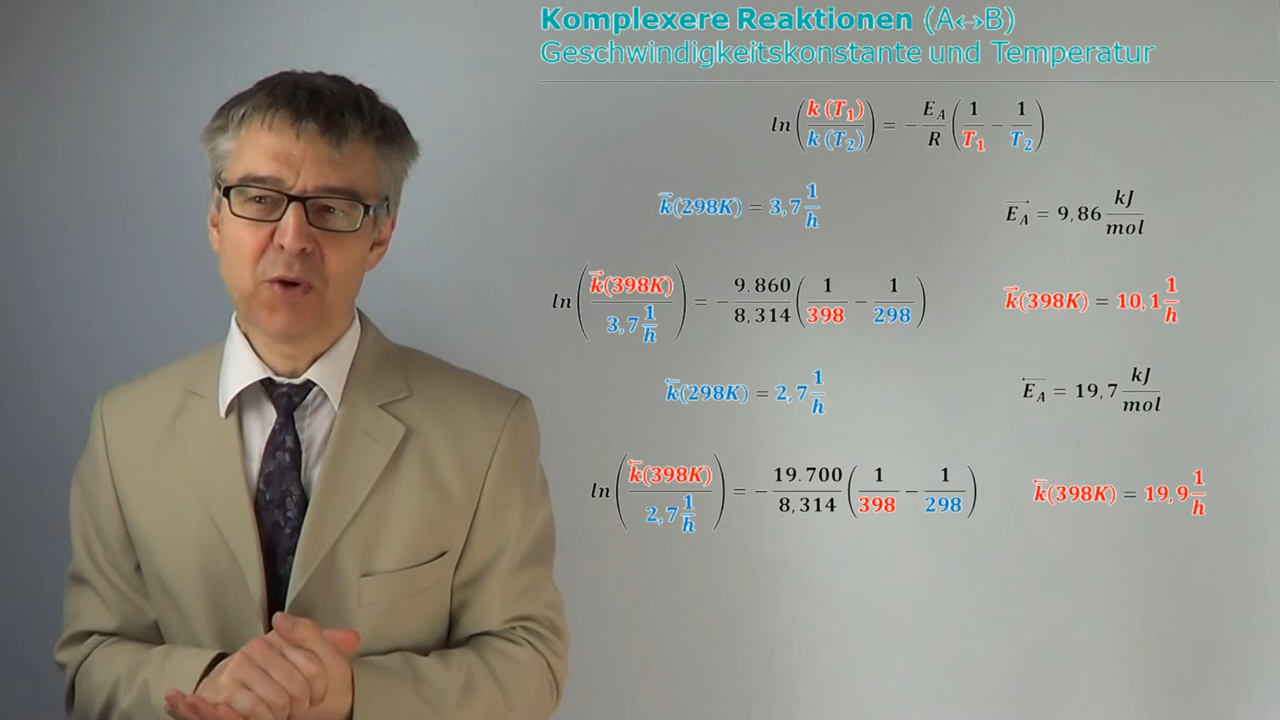 Komplexere Reaktionen (A↔B)
Geschwindigkeitskonstante und Temperatur
ln(k (T₁) / k (T₂)) = − E_A / R (1 / T₁ − 1 / T₂)
k⃗(298K) = 3,7 1/h    E_A⃗ = 9,86 kJ/mol
ln(k⃗(398K) / 3,7 1/h) = − 9.860 / 8,314 (1 / 398 − 1 / 298)    k⃗(398K) = 10,1 1/h
k⃖(298K) = 2,7 1/h    E_A⃖ = 19,7 kJ/mol
ln(k⃖(398K) / 2,7 1/h) = − 19.700 / 8,314 (1 / 398 − 1 / 298)    k⃖(398K) = 19,9 1/h